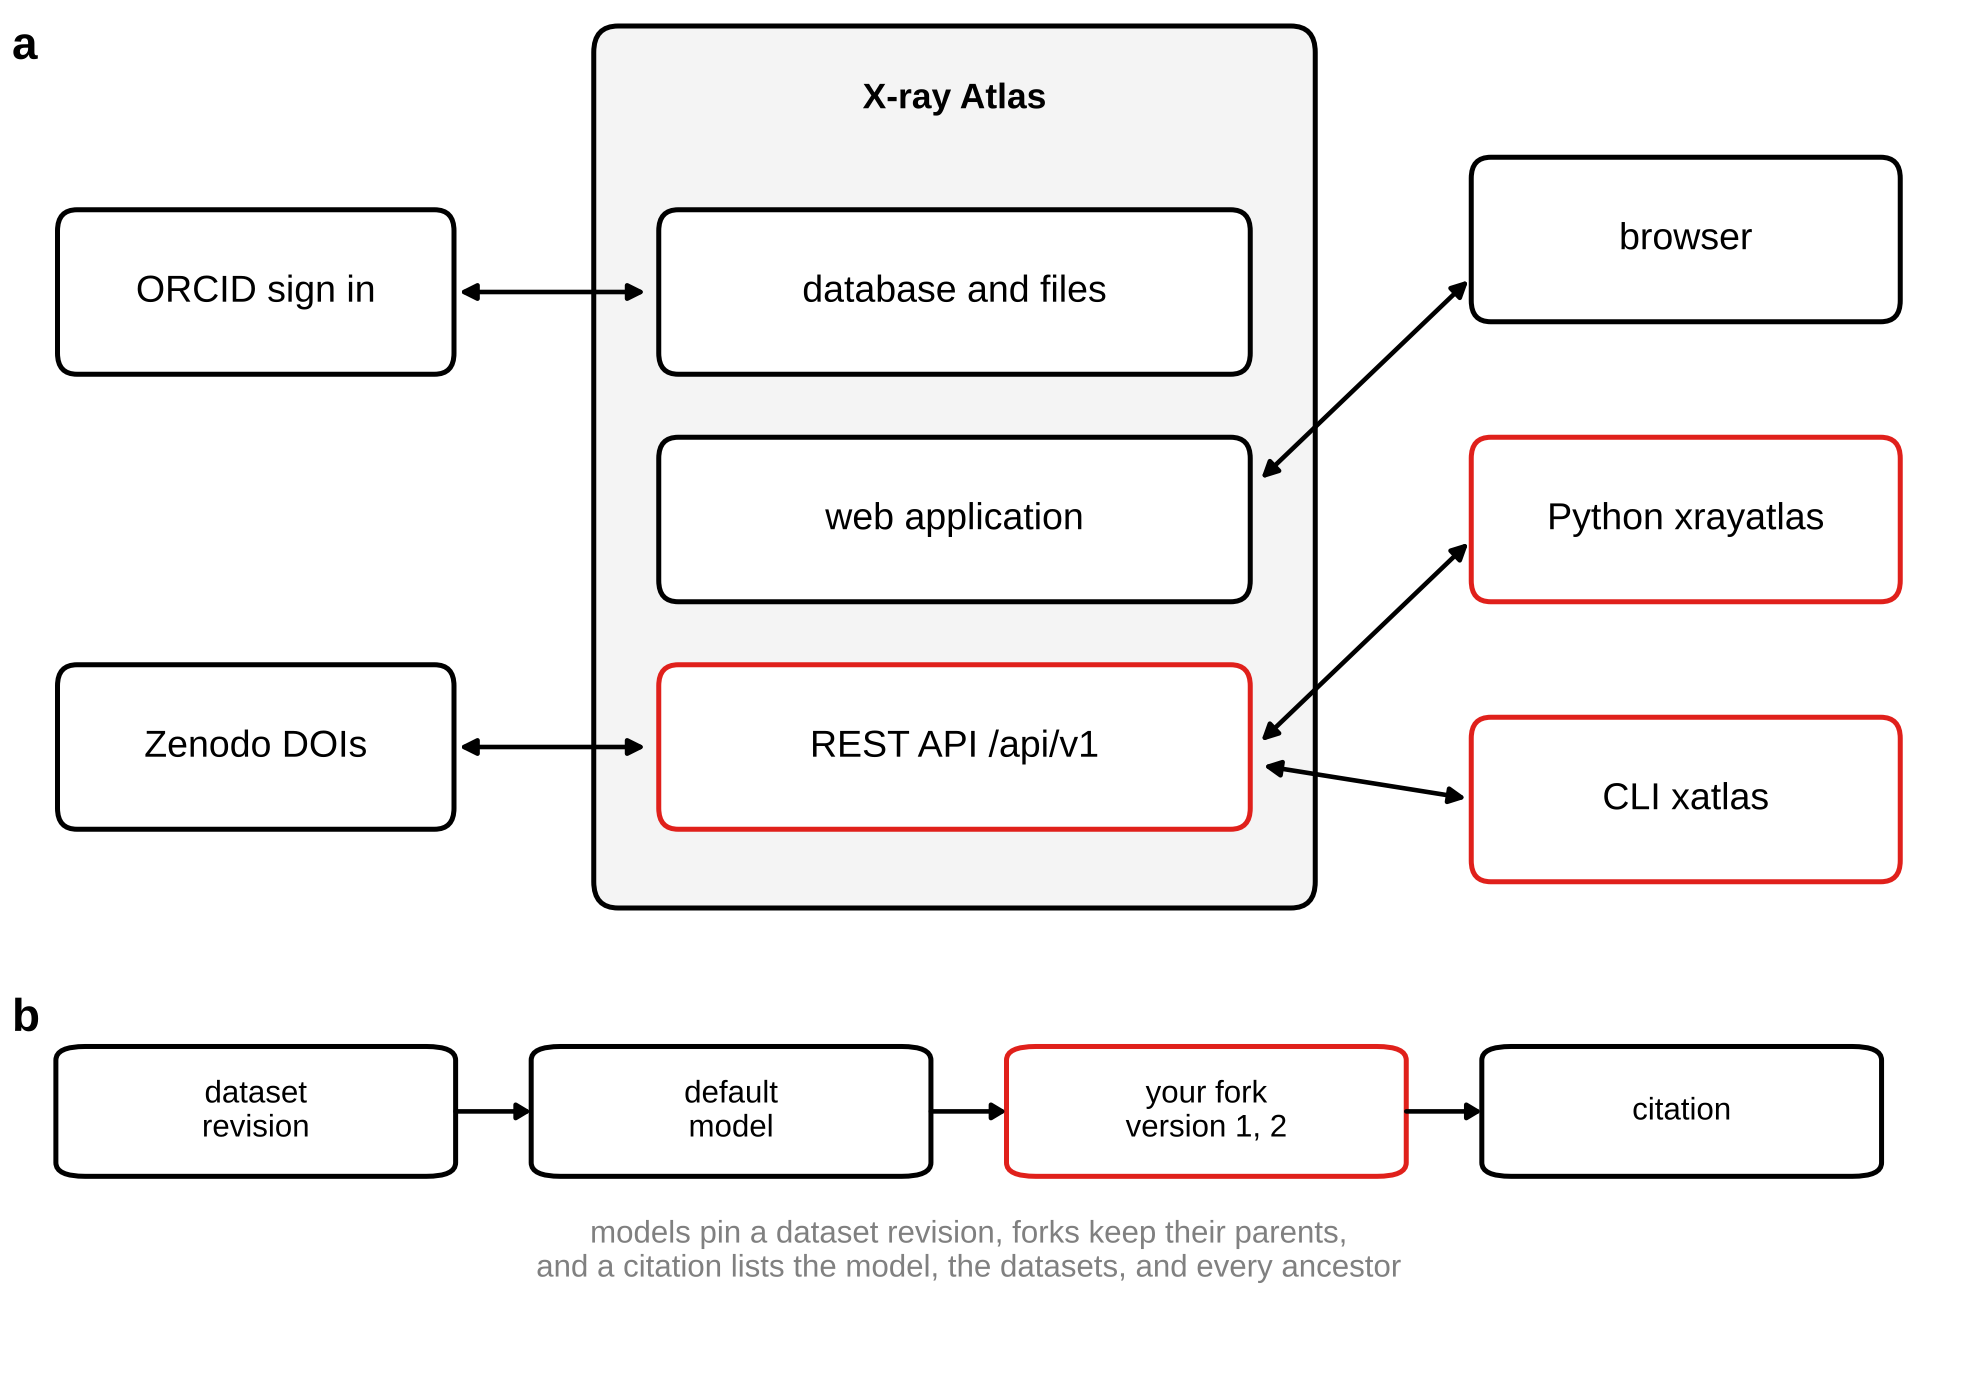 a
X-ray Atlas
ORCID sign in
database and files
browser
web application
Python xrayatlas
Zenodo DOIs
REST API /api/v1
CLI xatlas
b
dataset
revision
default
model
your fork
version 1, 2
citation
models pin a dataset revision, forks keep their parents,
and a citation lists the model, the datasets, and every ancestor